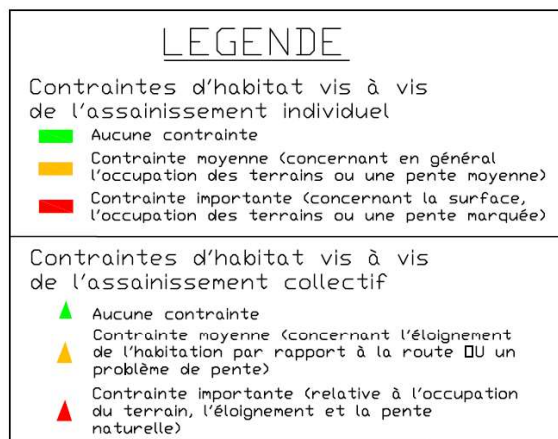 LEGENDE
Contraintes d'habitat vis à vis
de l'assainissement individuel
Aucune contrainte
Contrainte moyenne (concernant en général
l'occupation des terrains ou une pente moyenne)
Contrainte importante (concernant la surface,
l'occupation des terrains ou une pente marquée)
Contraintes d'habitat vis à vis
de l'assainissement collectif
Aucune contrainte
Contrainte moyenne (concernant l'éloignement
de l'habitation par rapport à la route OU un
problème de pente)
Contrainte importante (relative à l'occupation
du terrain, l'éloignement et la pente
naturelle)